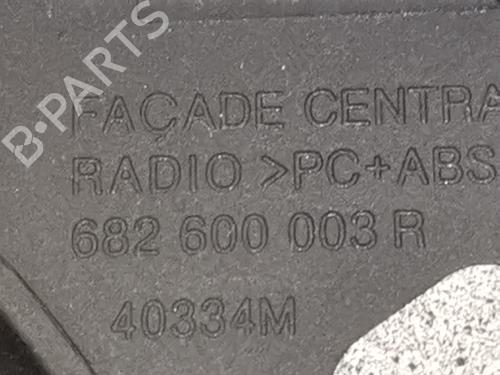 B-PARTS
FAÇADE CENTRA
RADIO >PC+ABS
682 600 003 R
40334M